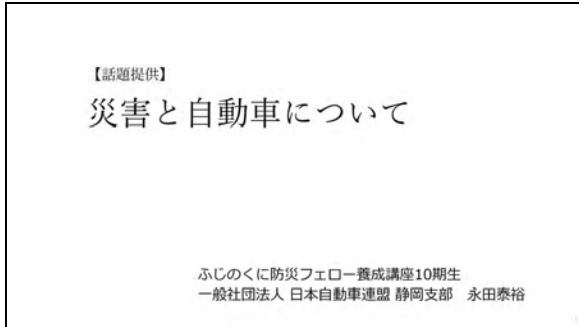 【話題提供】
災害と自動車について
ふじのくに防災フェロー養成講座10期生
一般社団法人 日本自動車連盟 静岡支部　永田泰裕